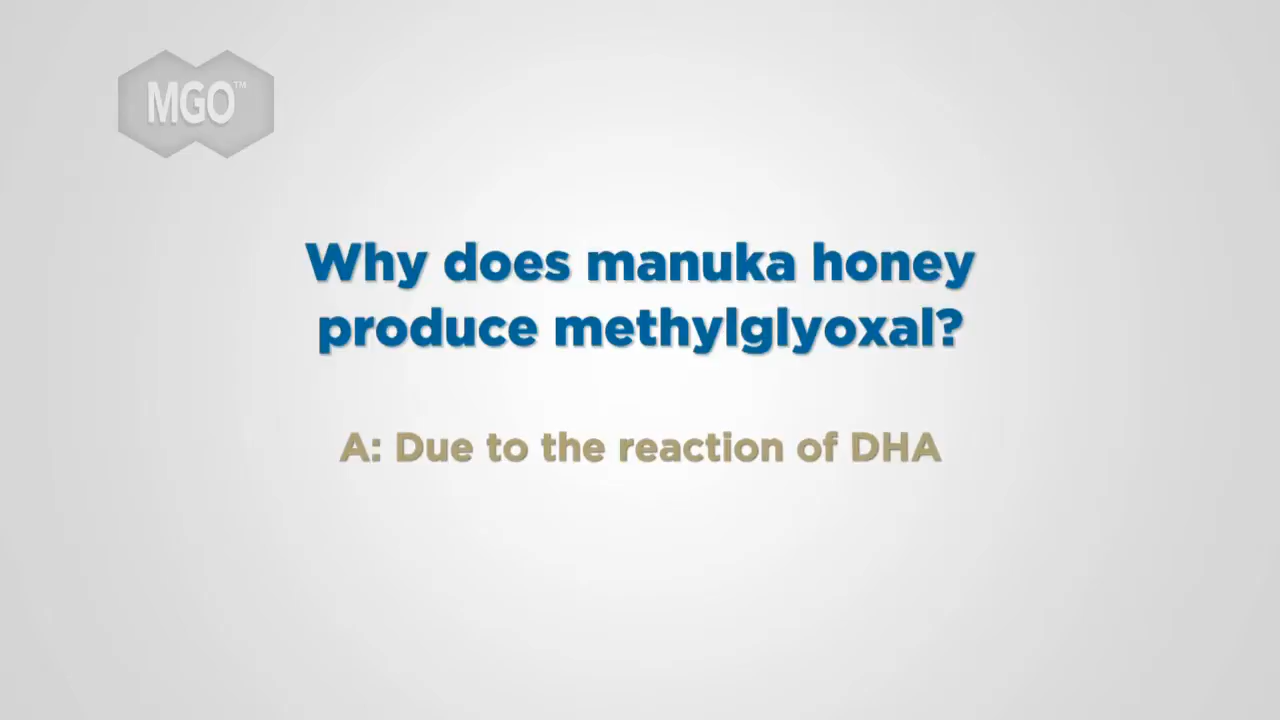 MGO™
Why does manuka honey
produce methylglyoxal?
A: Due to the reaction of DHA